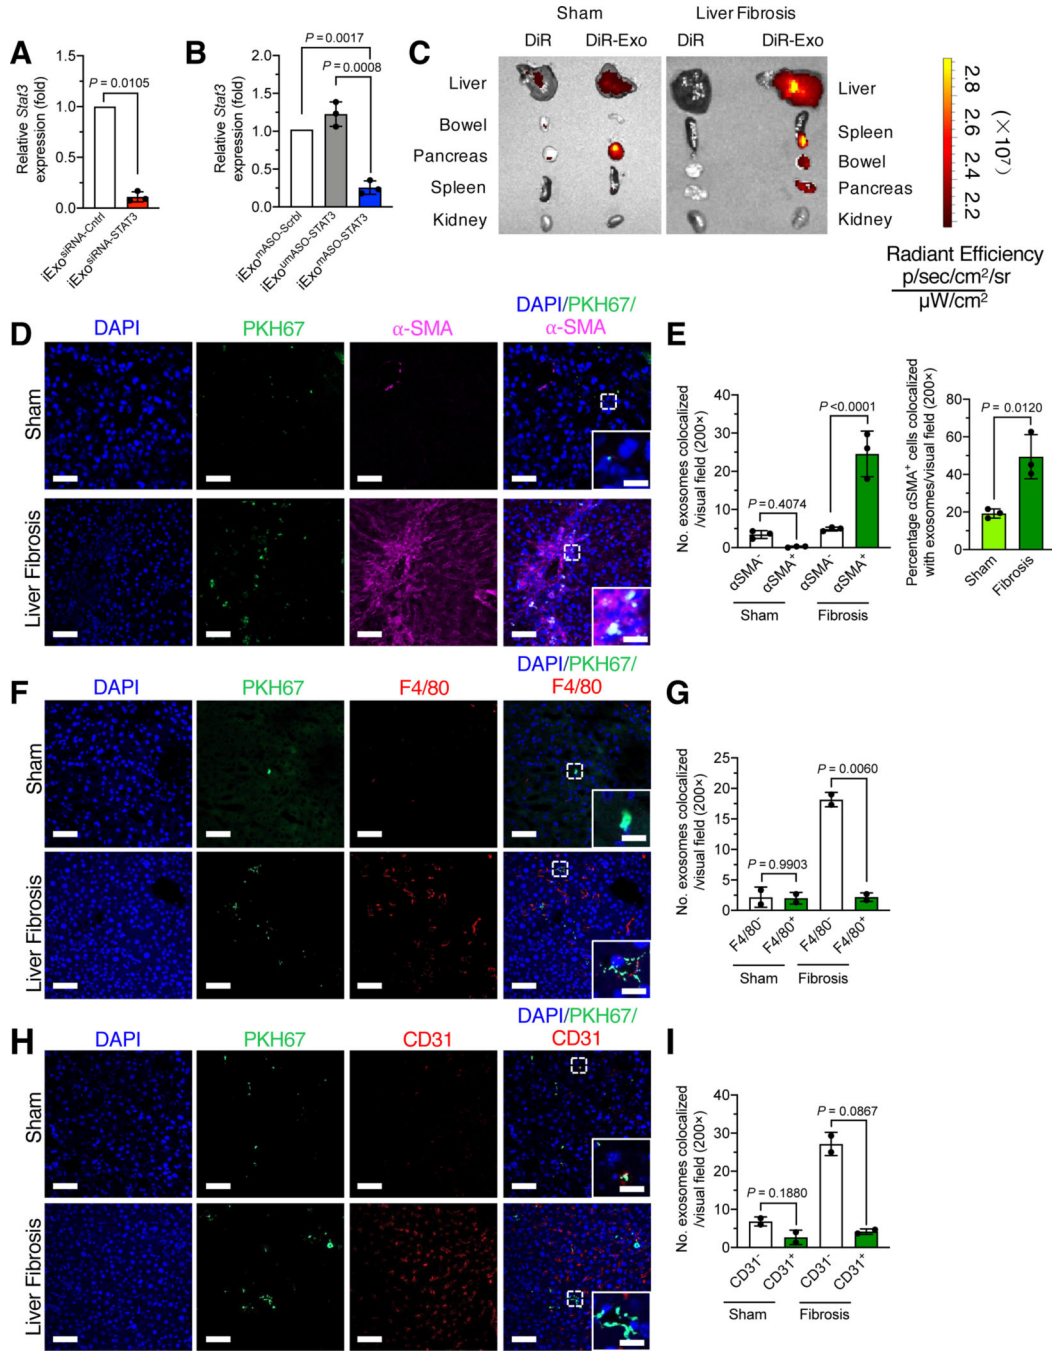 A
Relative Stat3
expression (fold)
1.5
1.0
0.5
0.0
P = 0.0105
iExo^siRNA-Cntrl
iExo^siRNA-STAT3
B
Relative Stat3
expression (fold)
2.0
1.5
1.0
0.5
0.0
P = 0.0017
P = 0.0008
iExo^mASO-Scrbl
iExo^umASO-STAT3
iExo^mASO-STAT3
C
Sham
Liver Fibrosis
DiR
DiR-Exo
DiR
DiR-Exo
Liver
Bowel
Pancreas
Spleen
Kidney
Liver
Spleen
Bowel
Pancreas
Kidney
2.8
2.6
2.4
2.2
(×10⁷)
Radiant Efficiency
p/sec/cm²/sr
µW/cm²
D
DAPI
PKH67
α-SMA
DAPI/PKH67/
α-SMA
Sham
Liver Fibrosis
E
No. exosomes colocalized
/visual field (200×)
40
30
20
10
0
P = 0.4074
P <0.0001
αSMA⁻
αSMA⁺
αSMA⁻
αSMA⁺
Sham
Fibrosis
Percentage αSMA⁺ cells colocalized
with exosomes/visual field (200×)
80
60
40
20
0
P = 0.0120
Sham
Fibrosis
F
DAPI
PKH67
F4/80
DAPI/PKH67/
F4/80
Sham
Liver Fibrosis
G
No. exosomes colocalized
/visual field (200×)
25
20
15
10
5
0
P = 0.9903
P = 0.0060
F4/80⁻
F4/80⁺
F4/80⁻
F4/80⁺
Sham
Fibrosis
H
DAPI
PKH67
CD31
DAPI/PKH67/
CD31
Sham
Liver Fibrosis
I
No. exosomes colocalized
/visual field (200×)
40
30
20
10
0
P = 0.1880
P = 0.0867
CD31⁻
CD31⁺
CD31⁻
CD31⁺
Sham
Fibrosis